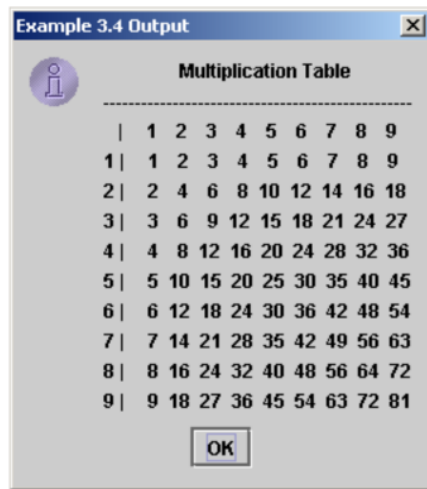 Example 3.4 Output
Multiplication Table
--------------------------------------------------
| 1 2 3 4 5 6 7 8 9
1 | 1 2 3 4 5 6 7 8 9
2 | 2 4 6 8 10 12 14 16 18
3 | 3 6 9 12 15 18 21 24 27
4 | 4 8 12 16 20 24 28 32 36
5 | 5 10 15 20 25 30 35 40 45
6 | 6 12 18 24 30 36 42 48 54
7 | 7 14 21 28 35 42 49 56 63
8 | 8 16 24 32 40 48 56 64 72
9 | 9 18 27 36 45 54 63 72 81
OK